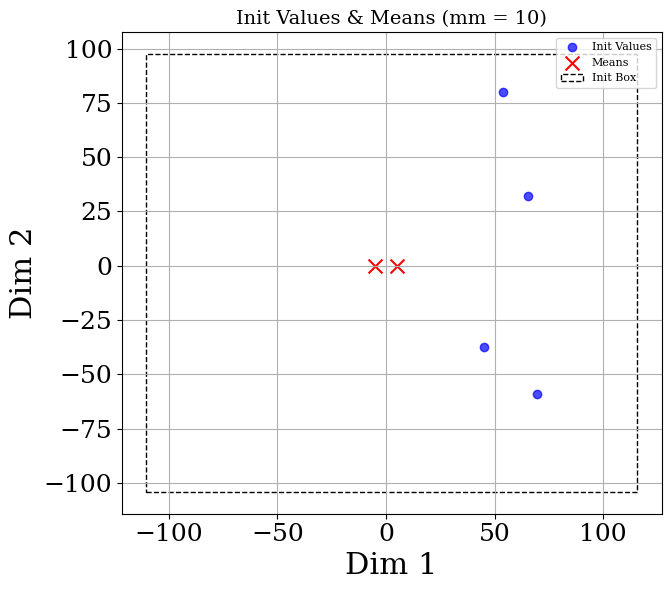 Init Values & Means (mm = 10)
Init Values
Means
Init Box
100
75
50
25
0
−25
−50
−75
−100
Dim 2
−100 −50 0 50 100
Dim 1